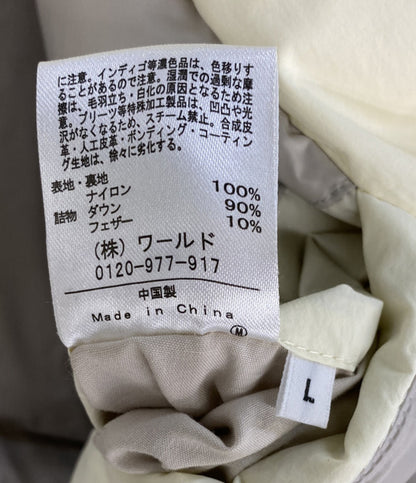 に注意。インディゴ等濃色品は、色移りす
ることがあるので注意。湿潤での過剰な摩
擦は、毛羽立ち・白化の原因となるため注
意。プリーツ等特殊加工製品は、凹凸や光
沢がなくなるため、スチーム禁止。合成皮
革・人工皮革・ボンディング・コーティ
ング生地は、徐々に劣化する。
表地・裏地
ナイロン 100%
詰物 ダウン 90%
フェザー 10%
(株) ワールド
0120-977-917
中国製
Made in China
M
L